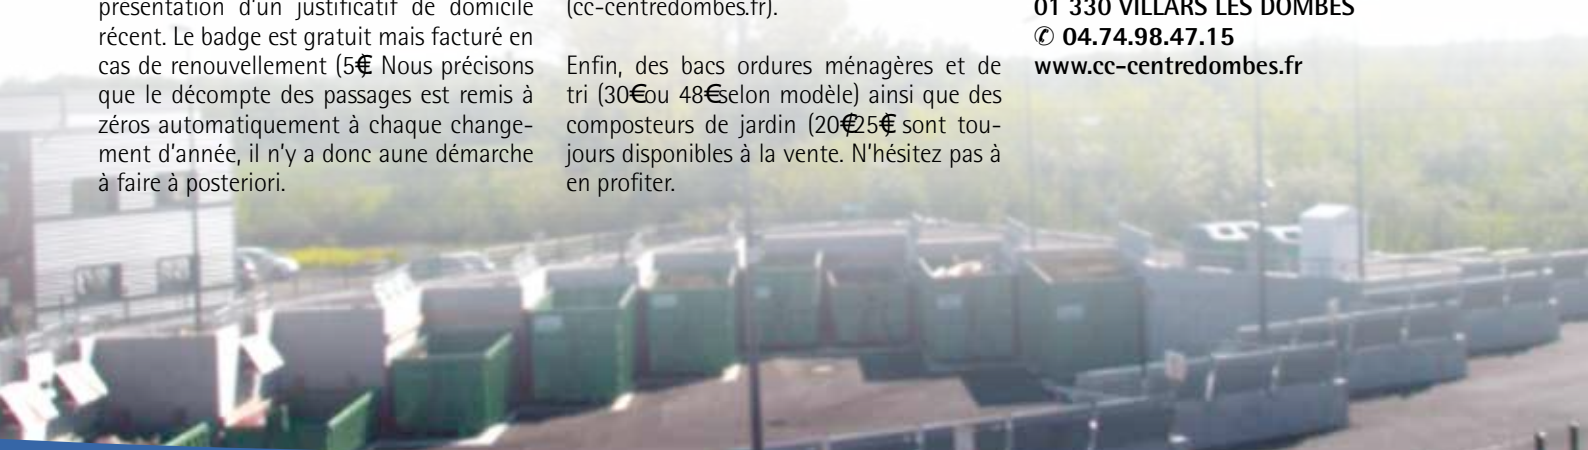 présentation d'un justificatif de domicile
récent. Le badge est gratuit mais facturé en
cas de renouvellement (5€ Nous précisons
que le décompte des passages est remis à
zéros automatiquement à chaque change-
ment d'année, il n'y a donc aune démarche
à faire à posteriori.
(cc-centredombes.fr).
Enfin, des bacs ordures ménagères et de
tri (30€ou 48€selon modèle) ainsi que des
composteurs de jardin (20€/25€) sont tou-
jours disponibles à la vente. N'hésitez pas à
en profiter.
01 330 VILLARS LES DOMBES
✆ 04.74.98.47.15
www.cc-centredombes.fr